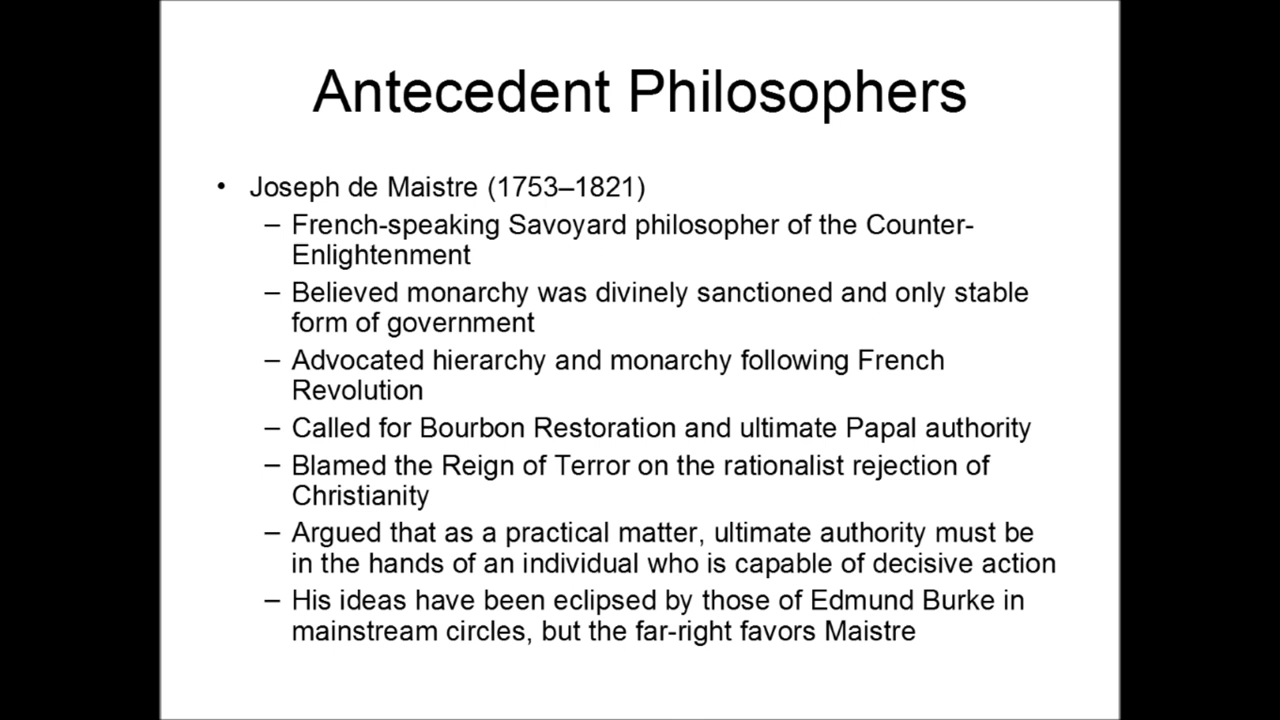 Antecedent Philosophers
• Joseph de Maistre (1753–1821)
– French-speaking Savoyard philosopher of the Counter-
Enlightenment
– Believed monarchy was divinely sanctioned and only stable
form of government
– Advocated hierarchy and monarchy following French
Revolution
– Called for Bourbon Restoration and ultimate Papal authority
– Blamed the Reign of Terror on the rationalist rejection of
Christianity
– Argued that as a practical matter, ultimate authority must be
in the hands of an individual who is capable of decisive action
– His ideas have been eclipsed by those of Edmund Burke in
mainstream circles, but the far-right favors Maistre